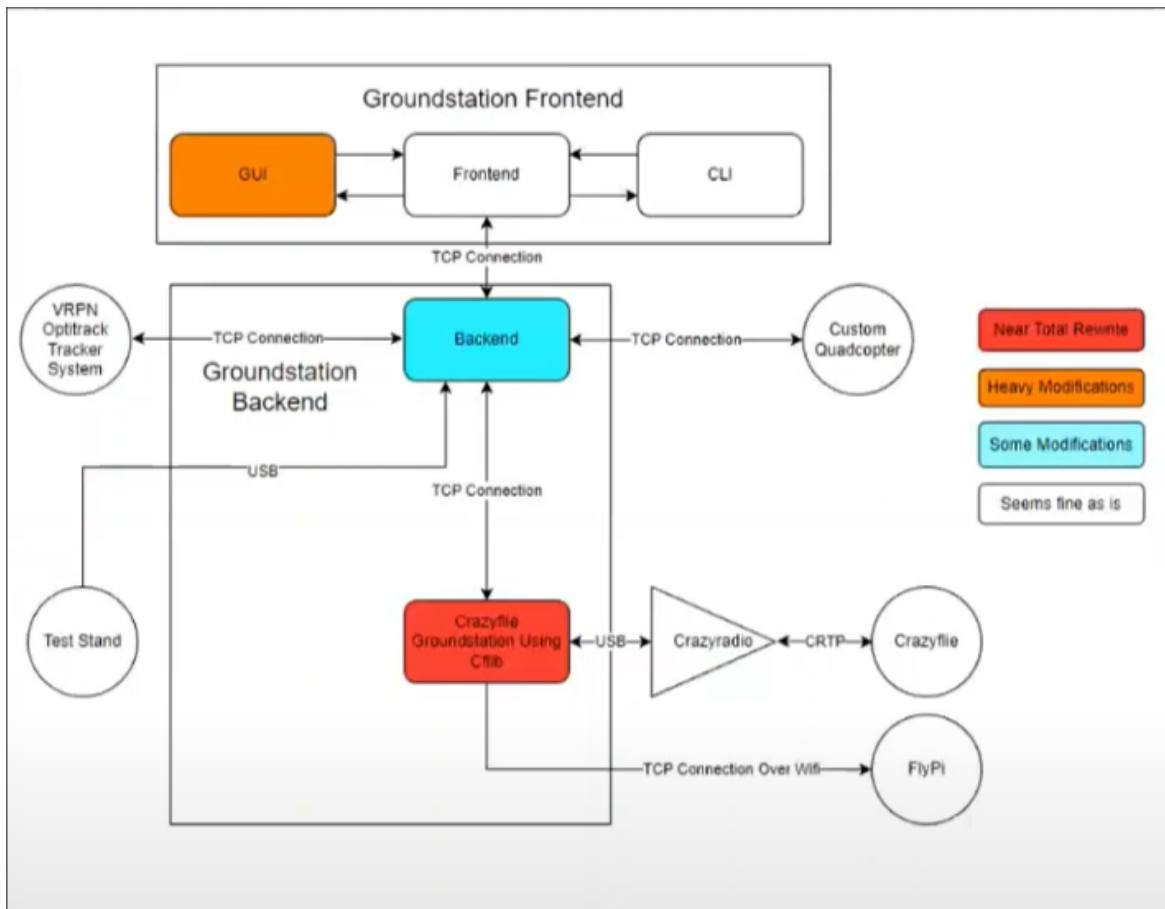 Groundstation Frontend
GUI
Frontend
CLI
TCP Connection
VRPN
Optitrack
Tracker
System
TCP Connection
Backend
TCP Connection
Custom
Quadcopter
Groundstation
Backend
Near Total Rewrite
Heavy Modifications
Some Modifications
Seems fine as is
USB
TCP Connection
Test Stand
Crazyflie
Groundstation Using
Cflib
USB
Crazyradio
CRTP
Crazyflie
TCP Connection Over Wifi
FlyPi